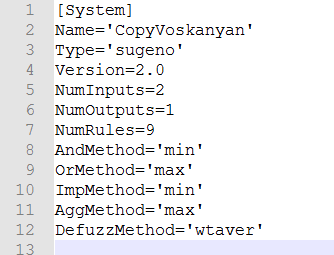 1 [System]
2 Name='CopyVoskanyan'
3 Type='sugeno'
4 Version=2.0
5 NumInputs=2
6 NumOutputs=1
7 NumRules=9
8 AndMethod='min'
9 OrMethod='max'
10 ImpMethod='min'
11 AggMethod='max'
12 DefuzzMethod='wtaver'
13